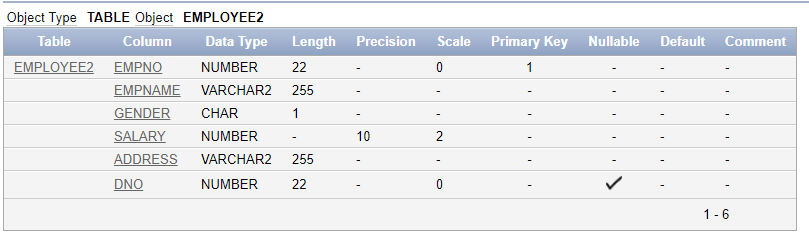 Object Type TABLE Object EMPLOYEE2
Table Column Data Type Length Precision Scale Primary Key Nullable Default Comment
EMPLOYEE2 EMPNO NUMBER 22 - 0 1 - - -
EMPNAME VARCHAR2 255 - - - - - -
GENDER CHAR 1 - - - - - -
SALARY NUMBER - 10 2 - - - -
ADDRESS VARCHAR2 255 - - - - - -
DNO NUMBER 22 - 0 - ✓ - -
1 - 6